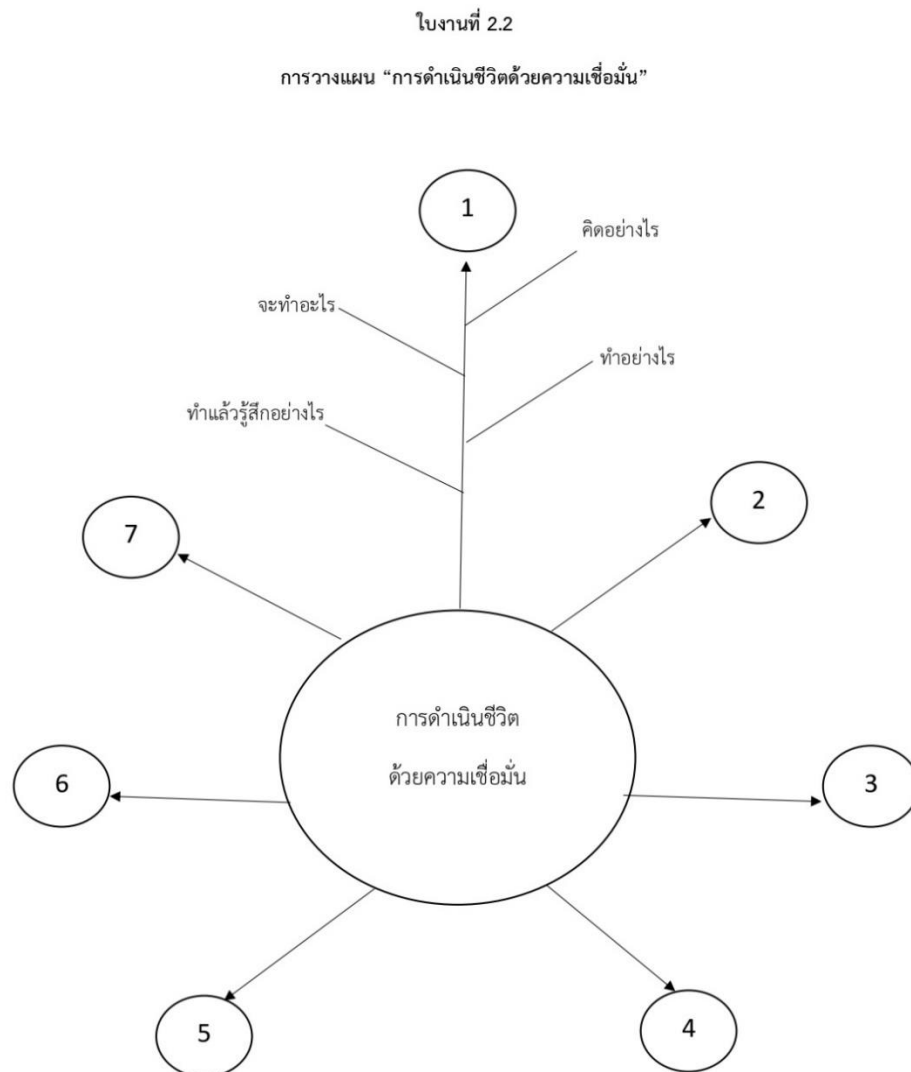 ใบงานที่ 2.2
การวางแผน “การดำเนินชีวิตด้วยความเชื่อมั่น”
1
คิดอย่างไร
จะทำอะไร
ทำอย่างไร
ทำแล้วรู้สึกอย่างไร
2
7
การดำเนินชีวิต
ด้วยความเชื่อมั่น
6
3
5
4